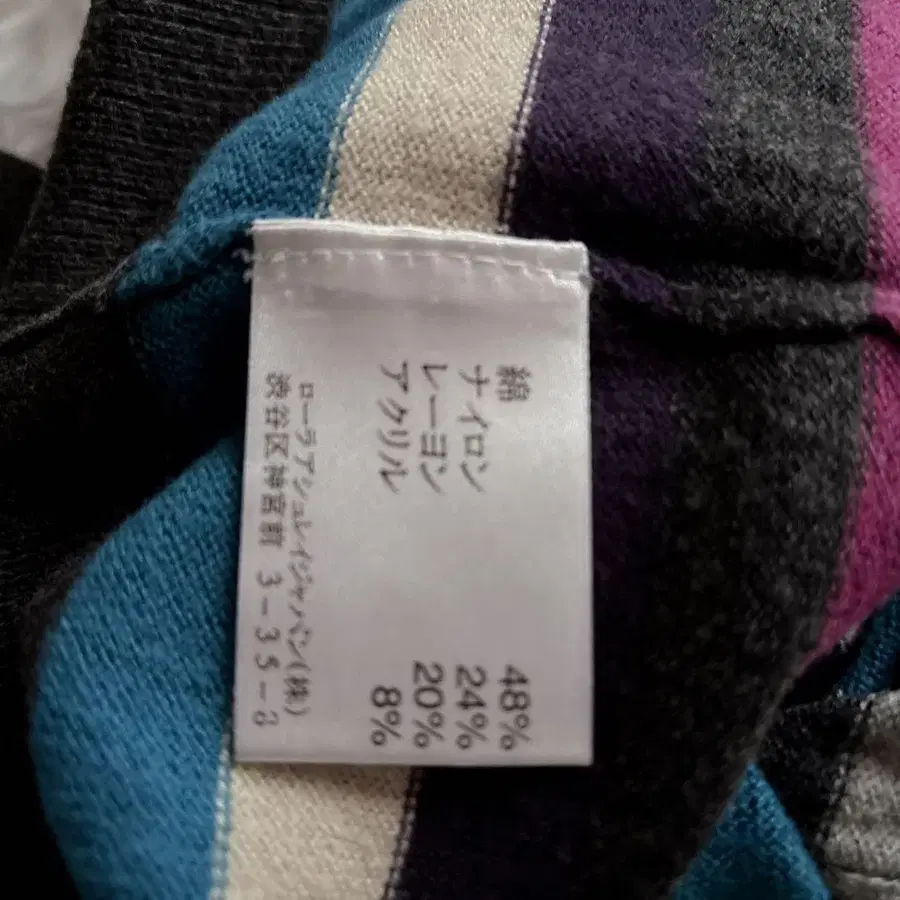 綿 48%
ナイロン 24%
レーヨン 20%
アクリル 8%
ローラアシュレイジャパン(株)
渋谷区神宮前 3-35-8